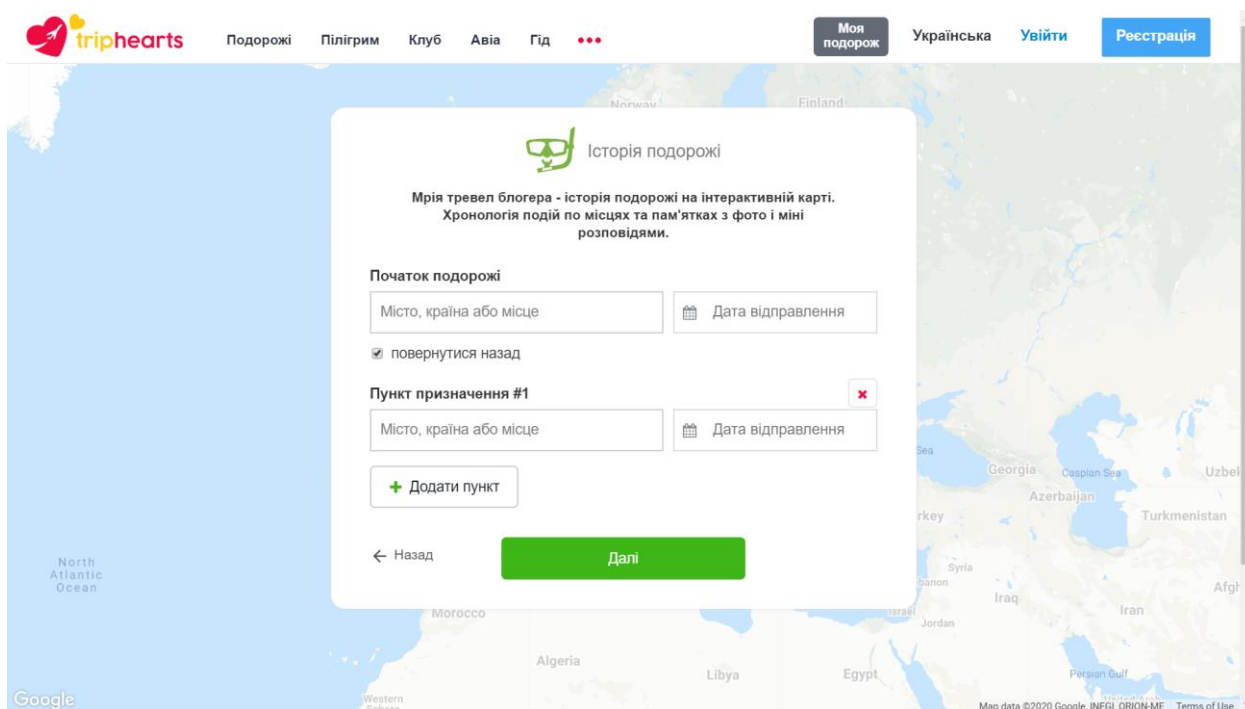 triphearts
Подорожі Пілігрим Клуб Авіа Гід
Моя
подорож
Українська Увійти Реєстрація
Norway
Finland
Історія подорожі
Мрія тревел блогера - історія подорожі на інтерактивній карті.
Хронологія подій по місцях та пам'ятках з фото і міні
розповідями.
Початок подорожі
Місто, країна або місце Дата відправлення
повернутися назад
Пункт призначення #1
Місто, країна або місце Дата відправлення
Додати пункт
Назад Далі
Sea
Georgia
Caspian Sea
Uzbel
Azerbaijan
Turkmenistan
rkey
Syria
banon
Iraq
Israel
Jordan
Iran
Afgh
North
Atlantic
Ocean
Morocco
Algeria
Libya
Egypt
Persian Gulf
Western
Google
Map data ©2020 Google, INEGI, ORION-ME Terms of Use